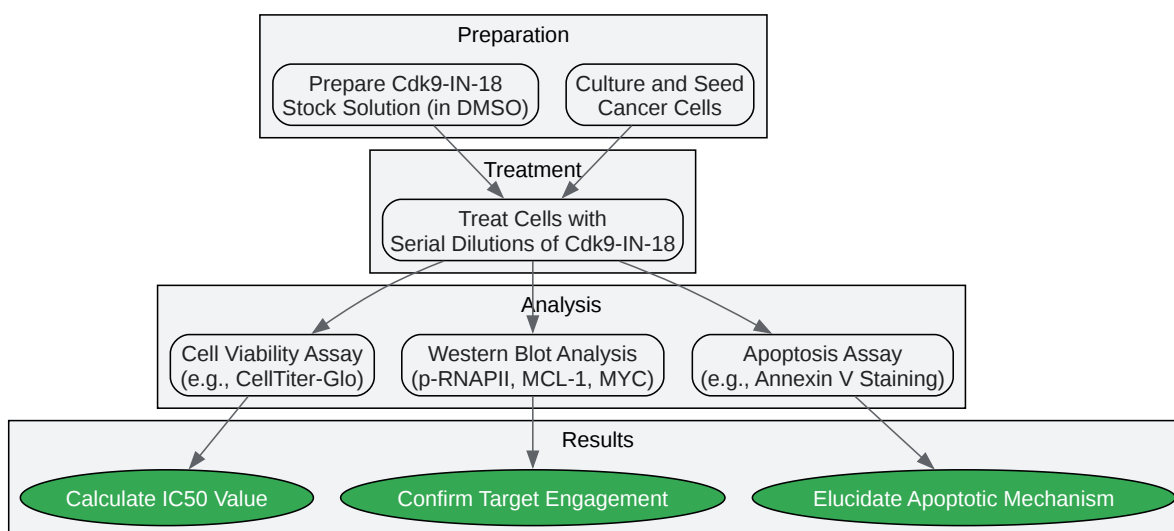 Preparation
Prepare Cdk9-IN-18
Stock Solution (in DMSO)
Culture and Seed
Cancer Cells
Treatment
Treat Cells with
Serial Dilutions of Cdk9-IN-18
Analysis
Cell Viability Assay
(e.g., CellTiter-Glo)
Western Blot Analysis
(p-RNAPII, MCL-1, MYC)
Apoptosis Assay
(e.g., Annexin V Staining)
Results
Calculate IC50 Value
Confirm Target Engagement
Elucidate Apoptotic Mechanism